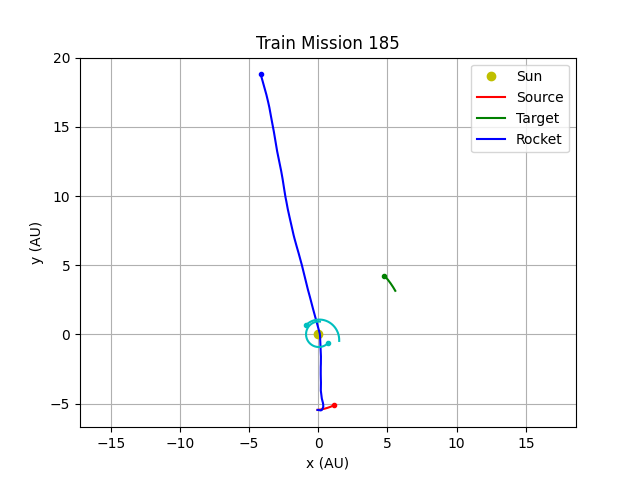 Train Mission 185
Sun
Source
Target
Rocket
20
15
10
5
0
−5
−15
−10
−5
0
5
10
15
y (AU)
x (AU)